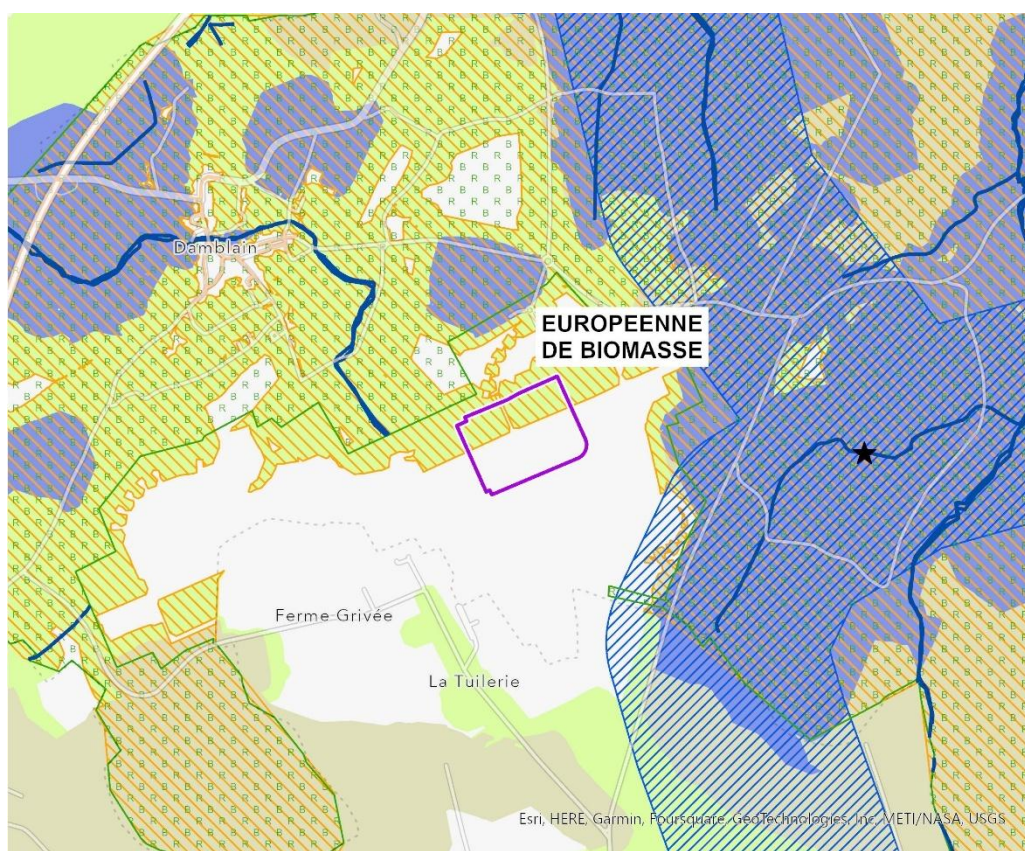 Damblain
EUROPEENNE
DE BIOMASSE
Ferme Grivée
La Tuilerie
Esri, HERE, Garmin, Foursquare, GeoTechnologies, Inc, METI/NASA, USGS